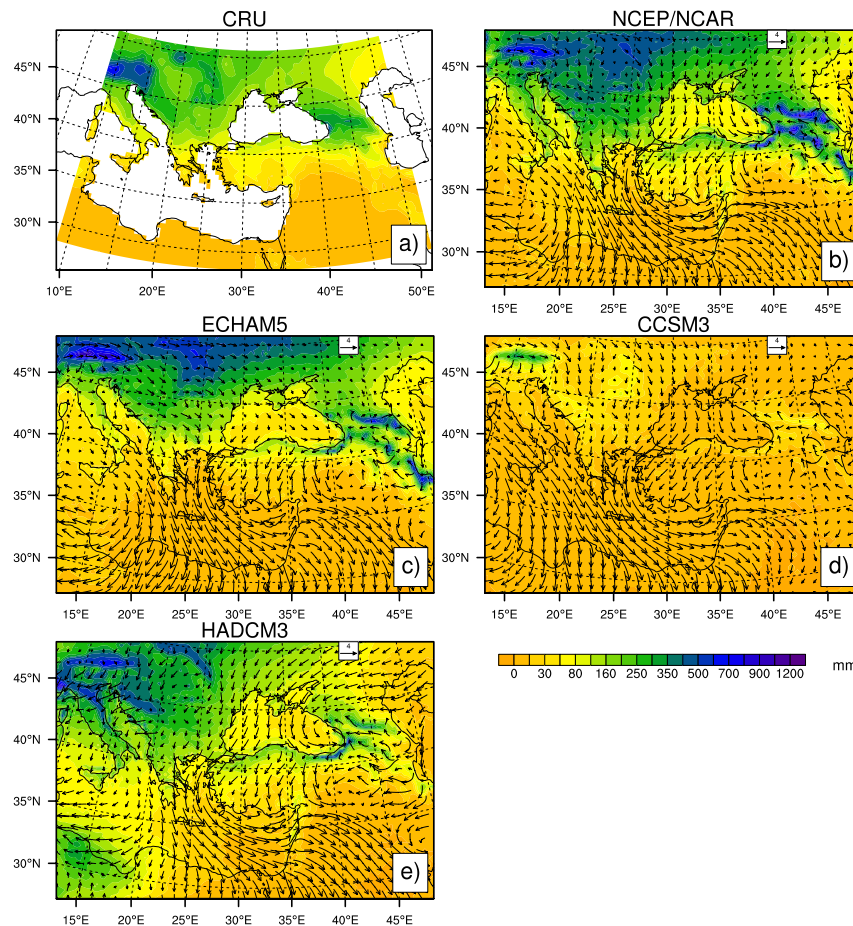 CRU
45°N
40°N
35°N
30°N
10°E 20°E 30°E 40°E 50°E
a)
NCEP/NCAR
4
45°N
40°N
35°N
30°N
15°E 20°E 25°E 30°E 35°E 40°E 45°E
b)
ECHAM5
4
45°N
40°N
35°N
30°N
15°E 20°E 25°E 30°E 35°E 40°E 45°E
c)
CCSM3
4
45°N
40°N
35°N
30°N
15°E 20°E 25°E 30°E 35°E 40°E 45°E
d)
HADCM3
4
45°N
40°N
35°N
30°N
15°E 20°E 25°E 30°E 35°E 40°E 45°E
e)
0 30 80 160 250 350 500 700 900 1200 mm